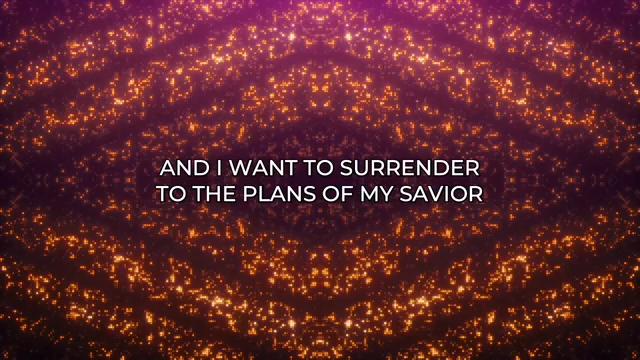 AND I WANT TO SURRENDER
TO THE PLANS OF MY SAVIOR